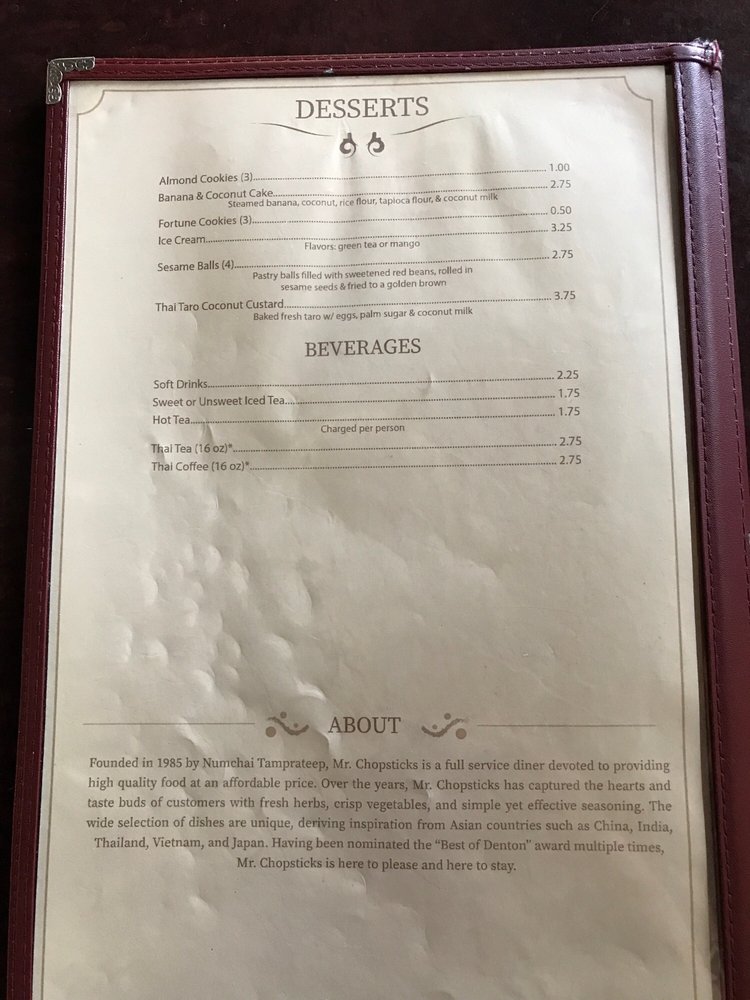 DESSERTS
Almond Cookies (3) 1.00
Banana & Coconut Cake 2.75
Steamed banana, coconut, rice flour, tapioca flour, & coconut milk
Fortune Cookies (3) 0.50
Ice Cream 3.25
Flavors: green tea or mango
Sesame Balls (4) 2.75
Pastry balls filled with sweetened red beans, rolled in
sesame seeds & fried to a golden brown
Thai Taro Coconut Custard 3.75
Baked fresh taro w/ eggs, palm sugar & coconut milk
BEVERAGES
Soft Drinks 2.25
Sweet or Unsweet Iced Tea 1.75
Hot Tea 1.75
Charged per person
Thai Tea (16 oz)* 2.75
Thai Coffee (16 oz)* 2.75
ABOUT
Founded in 1985 by Numchai Tamprateep, Mr. Chopsticks is a full service diner devoted to providing
high quality food at an affordable price. Over the years, Mr. Chopsticks has captured the hearts and
taste buds of customers with fresh herbs, crisp vegetables, and simple yet effective seasoning. The
wide selection of dishes are unique, deriving inspiration from Asian countries such as China, India,
Thailand, Vietnam, and Japan. Having been nominated the “Best of Denton” award multiple times,
Mr. Chopsticks is here to please and here to stay.